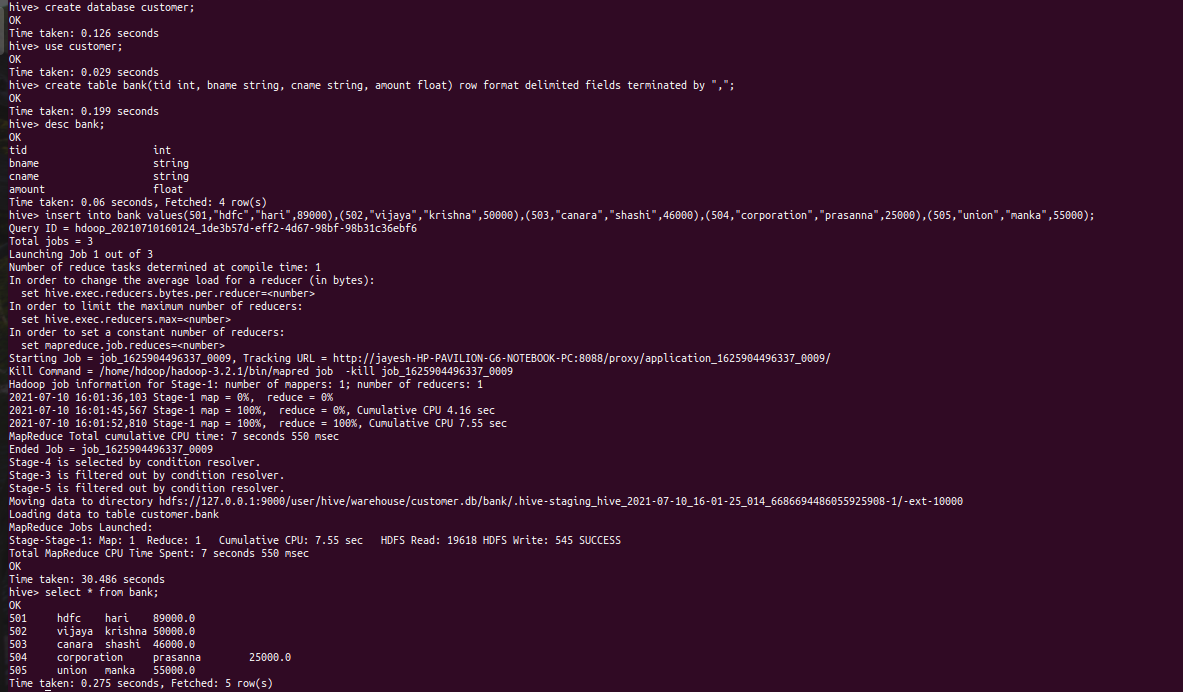 hive> create database customer;
OK
Time taken: 0.126 seconds
hive> use customer;
OK
Time taken: 0.029 seconds
hive> create table bank(tid int, bname string, cname string, amount float) row format delimited fields terminated by ",";
OK
Time taken: 0.199 seconds
hive> desc bank;
OK
tid                     int
bname                   string
cname                   string
amount                  float
Time taken: 0.06 seconds, Fetched: 4 row(s)
hive> insert into bank values(501,"hdfc","hari",89000),(502,"vijaya","krishna",50000),(503,"canara","shashi",46000),(504,"corporation","prasanna",25000),(505,"union","manka",55000);
Query ID = hdoop_20210710160124_1de3b57d-eff2-4d67-98bf-98b31c36ebf6
Total jobs = 3
Launching Job 1 out of 3
Number of reduce tasks determined at compile time: 1
In order to change the average load for a reducer (in bytes):
  set hive.exec.reducers.bytes.per.reducer=<number>
In order to limit the maximum number of reducers:
  set hive.exec.reducers.max=<number>
In order to set a constant number of reducers:
  set mapreduce.job.reduces=<number>
Starting Job = job_1625904496337_0009, Tracking URL = http://jayesh-HP-PAVILION-G6-NOTEBOOK-PC:8088/proxy/application_1625904496337_0009/
Kill Command = /home/hdoop/hadoop-3.2.1/bin/mapred job  -kill job_1625904496337_0009
Hadoop job information for Stage-1: number of mappers: 1; number of reducers: 1
2021-07-10 16:01:36,103 Stage-1 map = 0%,  reduce = 0%
2021-07-10 16:01:45,567 Stage-1 map = 100%,  reduce = 0%, Cumulative CPU 4.16 sec
2021-07-10 16:01:52,810 Stage-1 map = 100%,  reduce = 100%, Cumulative CPU 7.55 sec
MapReduce Total cumulative CPU time: 7 seconds 550 msec
Ended Job = job_1625904496337_0009
Stage-4 is selected by condition resolver.
Stage-3 is filtered out by condition resolver.
Stage-5 is filtered out by condition resolver.
Moving data to directory hdfs://127.0.0.1:9000/user/hive/warehouse/customer.db/bank/.hive-staging_hive_2021-07-10_16-01-25_014_6686694486055925908-1/-ext-10000
Loading data to table customer.bank
MapReduce Jobs Launched:
Stage-Stage-1: Map: 1  Reduce: 1   Cumulative CPU: 7.55 sec   HDFS Read: 19618 HDFS Write: 545 SUCCESS
Total MapReduce CPU Time Spent: 7 seconds 550 msec
OK
Time taken: 30.486 seconds
hive> select * from bank;
OK
501     hdfc    hari    89000.0
502     vijaya  krishna 50000.0
503     canara  shashi  46000.0
504     corporation     prasanna        25000.0
505     union   manka   55000.0
Time taken: 0.275 seconds, Fetched: 5 row(s)